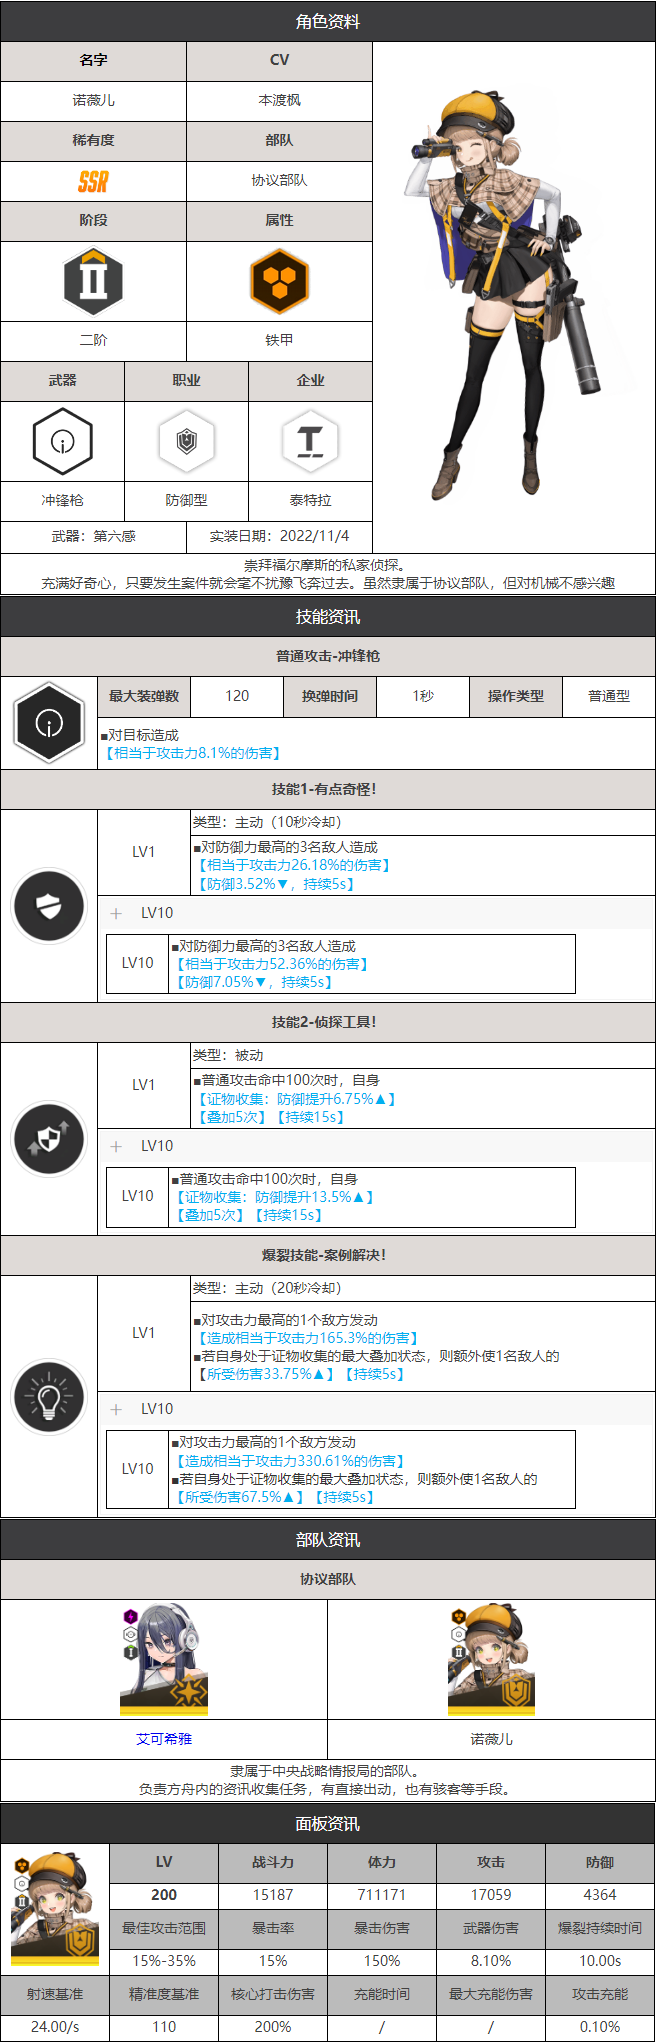 角色资料
名字
CV
诺薇儿
本渡枫
稀有度
部队
SSR
协议部队
阶段
属性
二阶
铁甲
武器
职业
企业
冲锋枪
防御型
泰特拉
武器：第六感
实装日期：2022/11/4
崇拜福尔摩斯的私家侦探。
充满好奇心，只要发生案件就会毫不犹豫飞奔过去。虽然隶属于协议部队，但对机械不感兴趣
技能资讯
普通攻击-冲锋枪
最大装弹数
120
换弹时间
1秒
操作类型
普通型
■对目标造成
【相当于攻击力8.1%的伤害】
技能1-有点奇怪！
LV1
类型：主动（10秒冷却）
■对防御力最高的3名敌人造成
【相当于攻击力26.18%的伤害】
【防御3.52%▼，持续5s】
＋ LV10
LV10
■对防御力最高的3名敌人造成
【相当于攻击力52.36%的伤害】
【防御7.05%▼，持续5s】
技能2-侦探工具！
LV1
类型：被动
■普通攻击命中100次时，自身
【证物收集：防御提升6.75%▲】
【叠加5次】【持续15s】
＋ LV10
LV10
■普通攻击命中100次时，自身
【证物收集：防御提升13.5%▲】
【叠加5次】【持续15s】
爆裂技能-案例解决！
LV1
类型：主动（20秒冷却）
■对攻击力最高的1个敌方发动
【造成相当于攻击力165.3%的伤害】
■若自身处于证物收集的最大叠加状态，则额外使1名敌人的
【所受伤害33.75%▲】【持续5s】
＋ LV10
LV10
■对攻击力最高的1个敌方发动
【造成相当于攻击力330.61%的伤害】
■若自身处于证物收集的最大叠加状态，则额外使1名敌人的
【所受伤害67.5%▲】【持续5s】
部队资讯
协议部队
艾可希雅
诺薇儿
隶属于中央战略情报局的部队。
负责方舟内的资讯收集任务，有直接出动，也有骇客等手段。
面板资讯
LV
战斗力
体力
攻击
防御
200
15187
711171
17059
4364
最佳攻击范围
暴击率
暴击伤害
武器伤害
爆裂持续时间
15%-35%
15%
150%
8.10%
10.00s
射速基准
精准度基准
核心打击伤害
充能时间
最大充能伤害
攻击充能
24.00/s
110
200%
/
/
0.10%